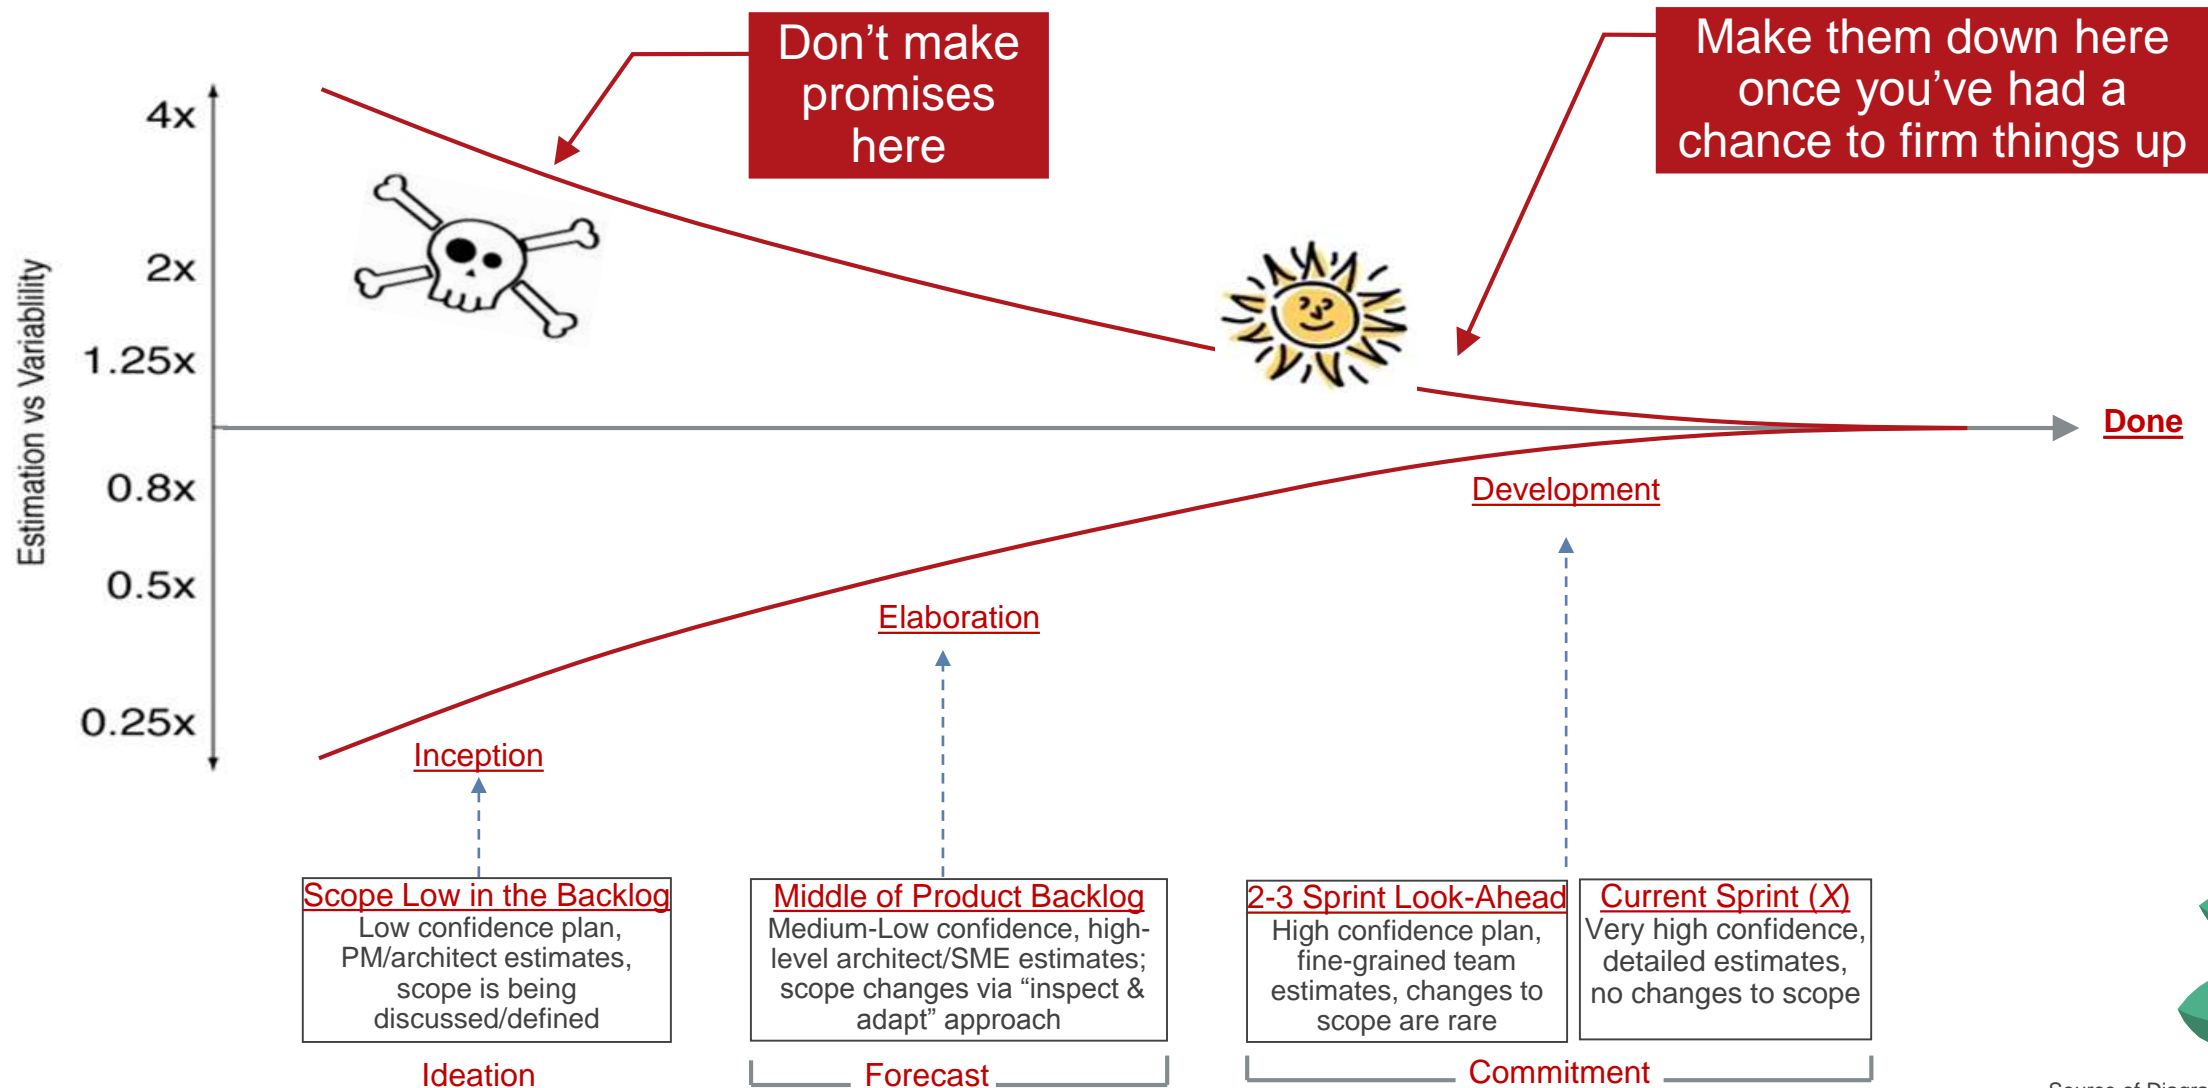 Don’t make
promises
here
Make them down here
once you’ve had a
chance to firm things up
Estimation vs Variablility
4x
2x
1.25x
0.8x
0.5x
0.25x
Done
Development
Elaboration
Inception
Scope Low in the Backlog
Low confidence plan,
PM/architect estimates,
scope is being
discussed/defined
Middle of Product Backlog
Medium-Low confidence, high-
level architect/SME estimates;
scope changes via “inspect &
adapt” approach
2-3 Sprint Look-Ahead
High confidence plan,
fine-grained team
estimates, changes to
scope are rare
Current Sprint (X)
Very high confidence,
detailed estimates,
no changes to scope
Ideation
Forecast
Commitment